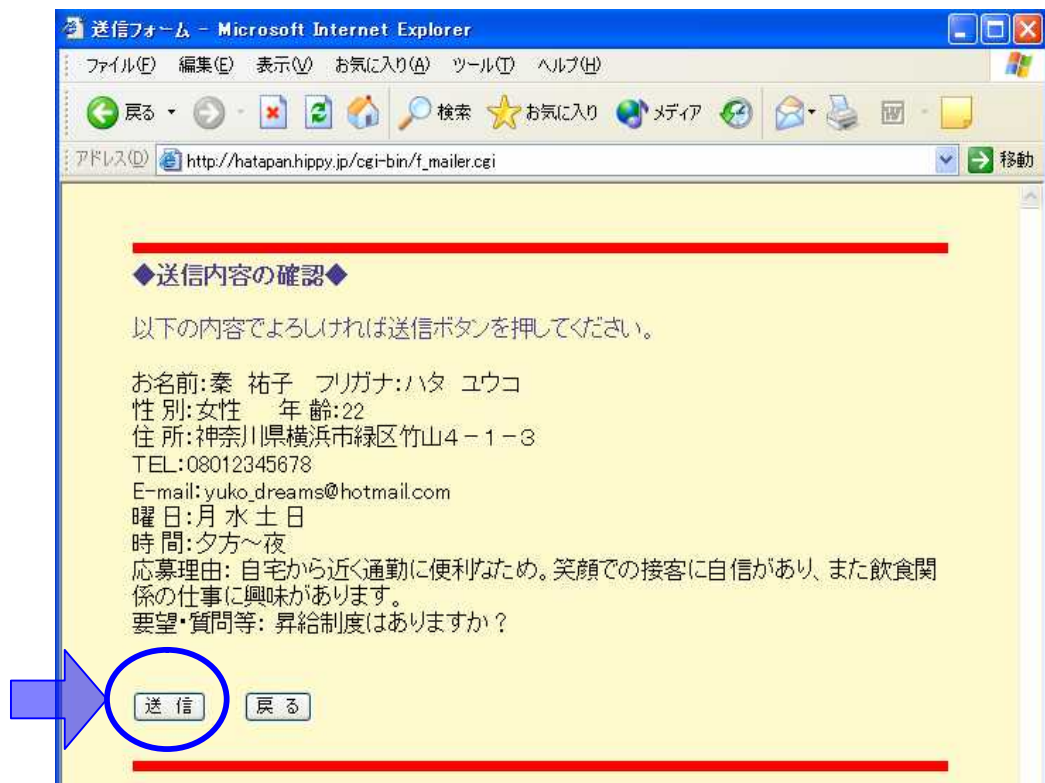 送信フォーム - Microsoft Internet Explorer
ファイル(F) 編集(E) 表示(V) お気に入り(A) ツール(T) ヘルプ(H)
戻る 検索 お気に入り メディア
アドレス(D) http://hatapan.hippy.jp/cgi-bin/f_mailer.cgi 移動
◆送信内容の確認◆
以下の内容でよろしければ送信ボタンを押してください。
お名前:秦 祐子 フリガナ:ハタ ユウコ
性 別:女性 年 齢:22
住 所:神奈川県横浜市緑区竹山4-1-3
TEL:08012345678
E-mail:yuko_dreams@hotmail.com
曜 日:月 水 土 日
時 間:夕方~夜
応募理由: 自宅から近く通勤に便利なため。笑顔での接客に自信があり、また飲食関
係の仕事に興味があります。
要望・質問等: 昇給制度はありますか?
送 信 戻 る